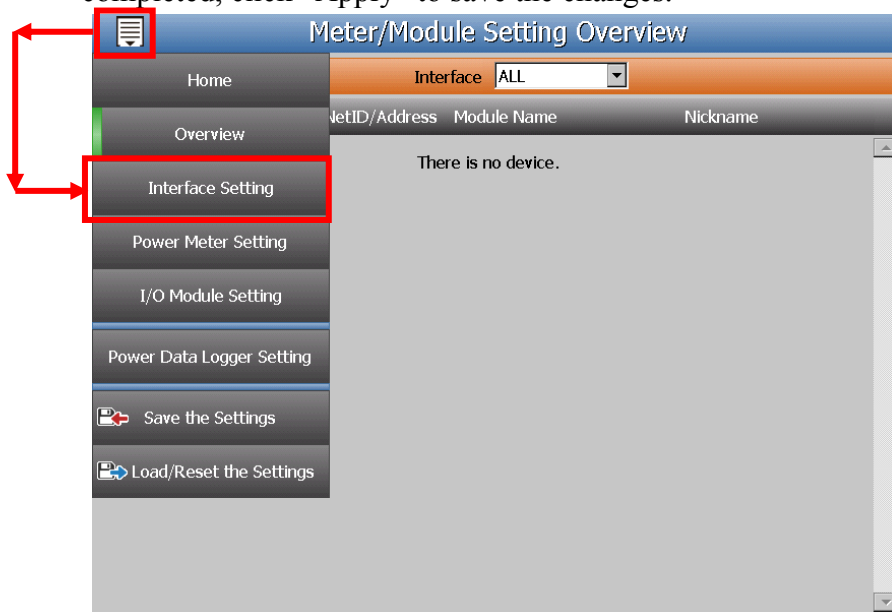 completed, click "Apply" to save the changes.
Meter/Module Setting Overview
Home
Interface ALL
NetID/Address Module Name Nickname
Overview
There is no device.
Interface Setting
Power Meter Setting
I/O Module Setting
Power Data Logger Setting
Save the Settings
Load/Reset the Settings